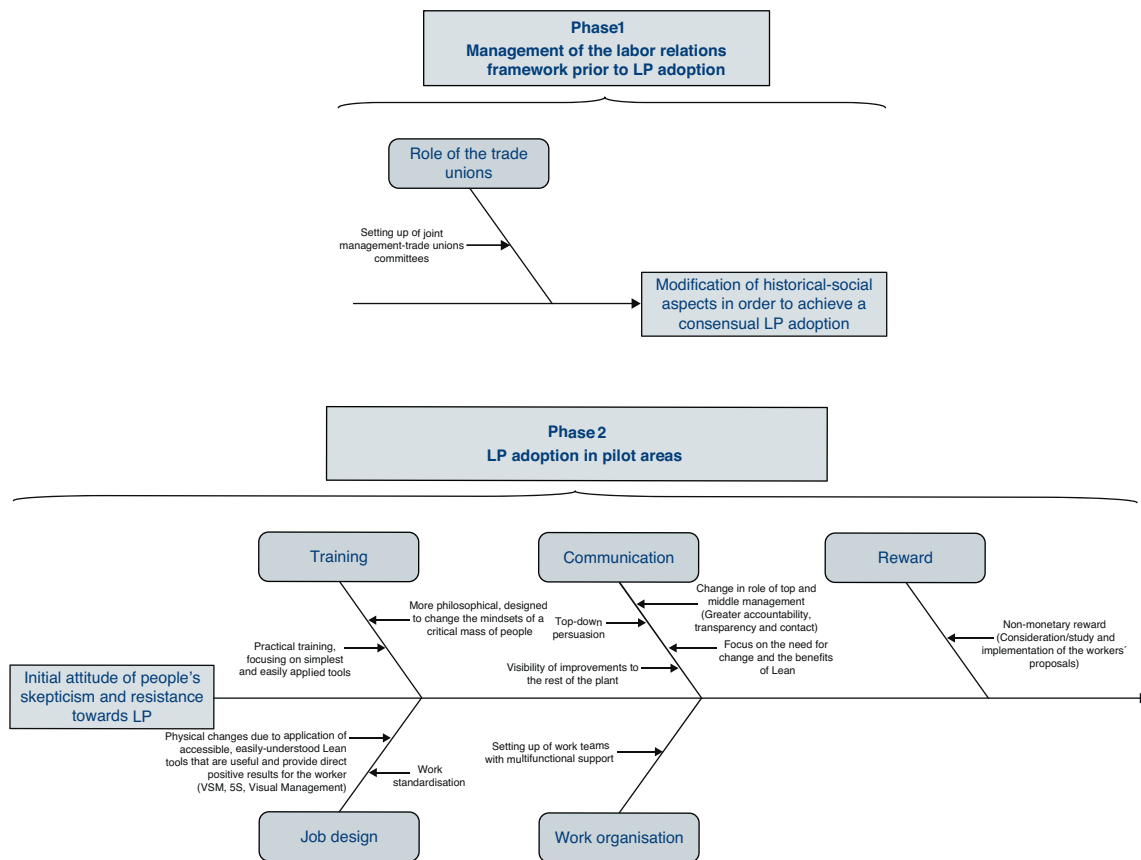 Phase1
Management of the labor relations
framework prior to LP adoption
Role of the trade
unions
Setting up of joint
management-trade unions
committees
Modification of historical-social
aspects in order to achieve a
consensual LP adoption
Phase 2
LP adoption in pilot areas
Training
Communication
Reward
More philosophical, designed
to change the mindsets of a
critical mass of people
Practical training,
focusing on simplest
and easily applied tools
Change in role of top and
middle management
(Greater accountability,
transparency and contact)
Top-down
persuasion
Focus on the need for
change and the benefits
of Lean
Visibility of improvements to
the rest of the plant
Non-monetary reward
(Consideration/study and
implementation of the workers´
proposals)
Initial attitude of people's
skepticism and resistance
towards LP
Physical changes due to application of
accessible, easily-understood Lean
tools that are useful and provide direct
positive results for the worker
(VSM, 5S, Visual Management)
Work
standardisation
Setting up of work teams
with multifunctional support
Job design
Work organisation